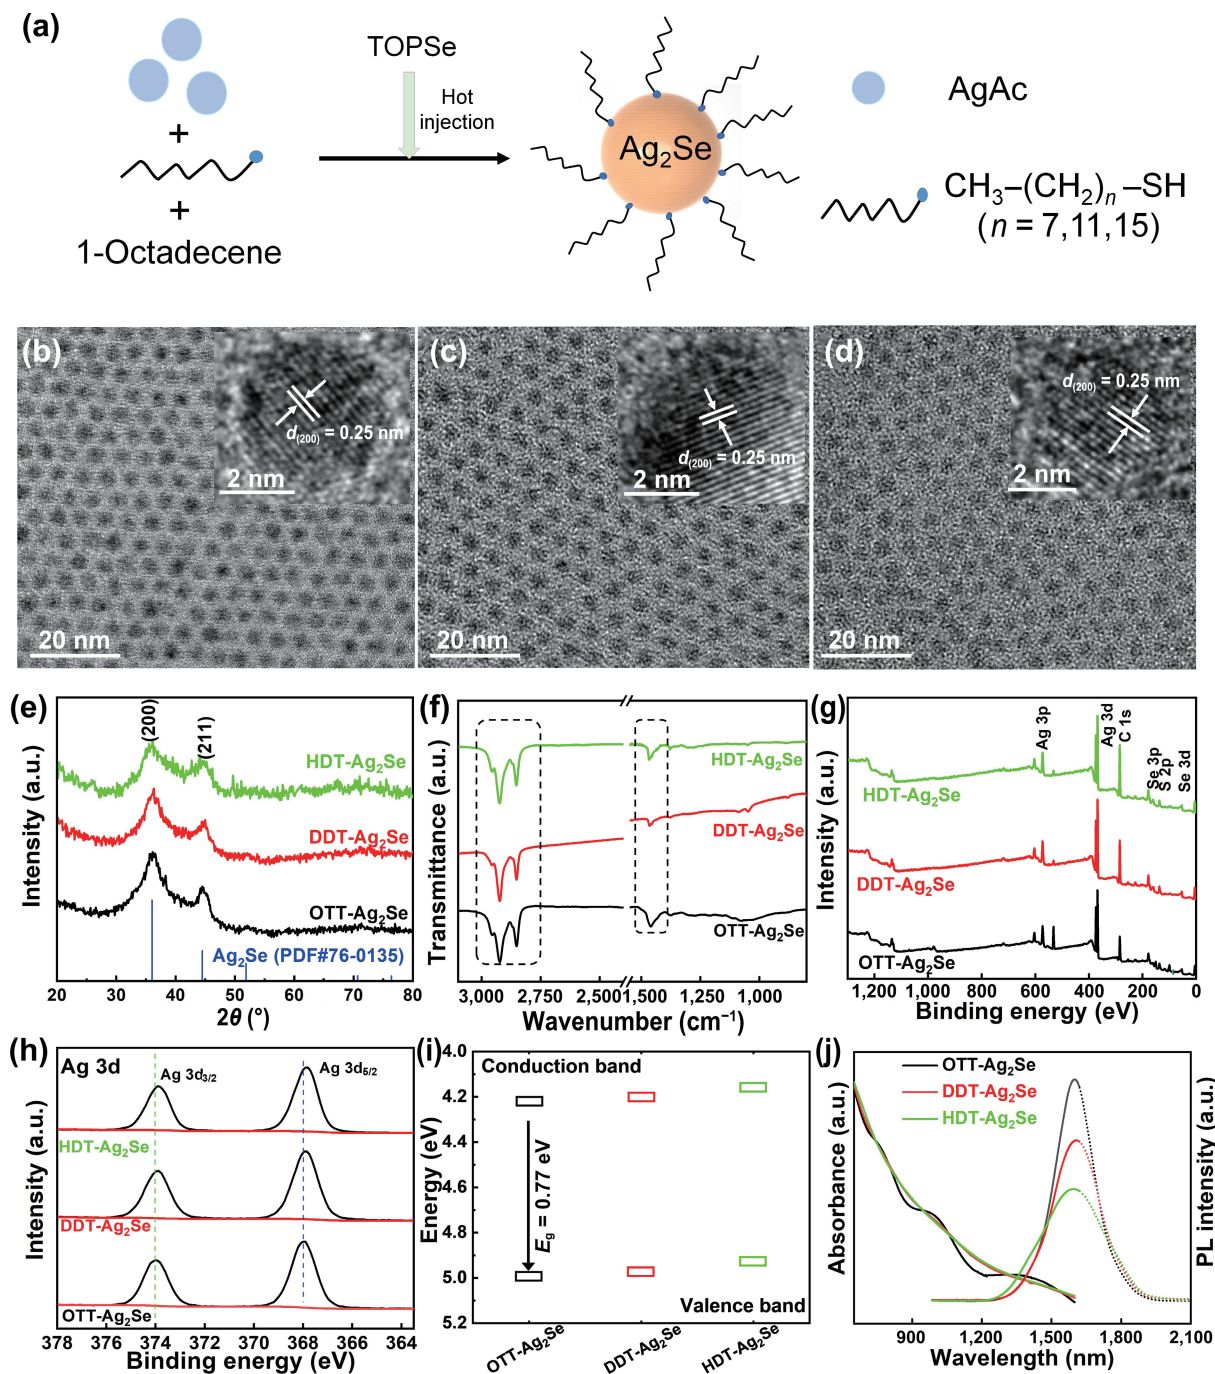 (a)
TOPSe
Hot
injection
+
+
1-Octadecene
Ag₂Se
AgAc
CH₃–(CH₂)ₙ –SH
(n = 7,11,15)
(b)
d(200) = 0.25 nm
2 nm
20 nm
(c)
d(200) = 0.25 nm
2 nm
20 nm
(d)
d(200) = 0.25 nm
2 nm
20 nm
(e)
Intensity (a.u.)
(200)
(211)
HDT-Ag₂Se
DDT-Ag₂Se
OTT-Ag₂Se
Ag₂Se (PDF#76-0135)
20 30 40 50 60 70 80
2θ (°)
(f)
Transmittance (a.u.)
HDT-Ag₂Se
DDT-Ag₂Se
OTT-Ag₂Se
3,000 2,750 2,500 1,500 1,250 1,000
Wavenumber (cm⁻¹)
(g)
Intensity (a.u.)
Ag 3p
Ag 3d
C 1s
Se 3p
S 2p
Se 3d
HDT-Ag₂Se
DDT-Ag₂Se
OTT-Ag₂Se
1,200 1,000 800 600 400 200 0
Binding energy (eV)
(h)
Intensity (a.u.)
Ag 3d
Ag 3d₃/₂
Ag 3d₅/₂
HDT-Ag₂Se
DDT-Ag₂Se
OTT-Ag₂Se
378 376 374 372 370 368 366 364
Binding energy (eV)
(i)
Energy (eV)
4.0
4.2
4.4
4.6
4.8
5.0
5.2
Conduction band
Eg = 0.77 eV
Valence band
OTT-Ag₂Se
DDT-Ag₂Se
HDT-Ag₂Se
(j)
Absorbance (a.u.)
OTT-Ag₂Se
DDT-Ag₂Se
HDT-Ag₂Se
PL intensity (a.u.)
900 1,200 1,500 1,800 2,100
Wavelength (nm)